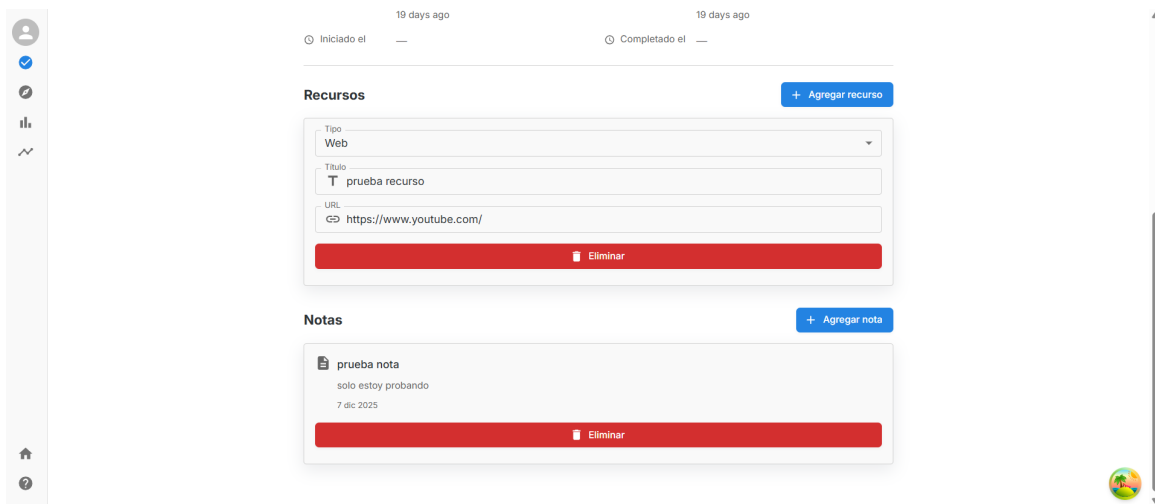 19 days ago 19 days ago
Iniciado el — Completado el —
Recursos + Agregar recurso
Tipo
Web
Título
prueba recurso
URL
https://www.youtube.com/
Eliminar
Notas + Agregar nota
prueba nota
solo estoy probando
7 dic 2025
Eliminar